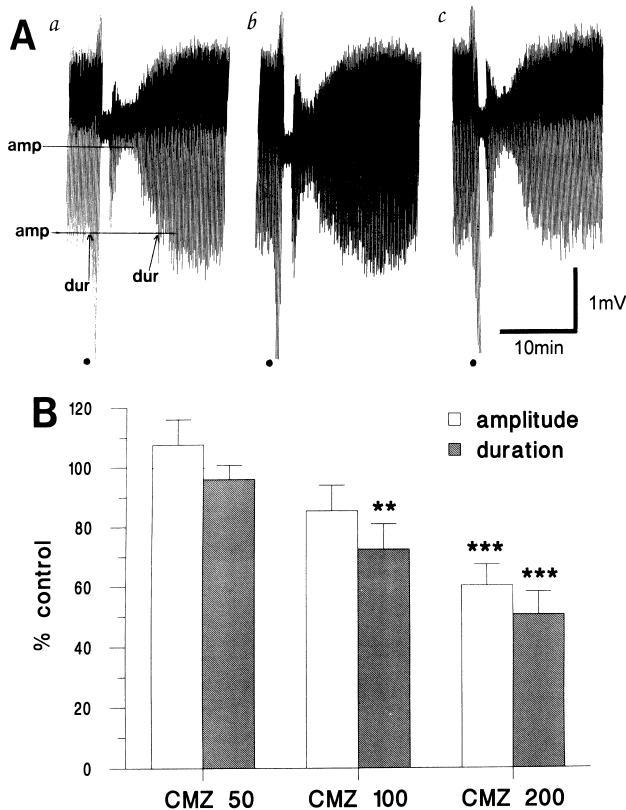 A
a
b
c
amp
amp
dur
dur
1mV
10min
B
120
100
80
60
40
20
0
% control
amplitude
duration
**
***
***
CMZ 50
CMZ 100
CMZ 200